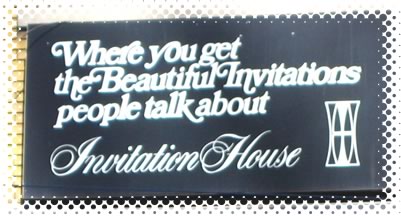 Where you get
the Beautiful Invitations
people talk about
Invitation House